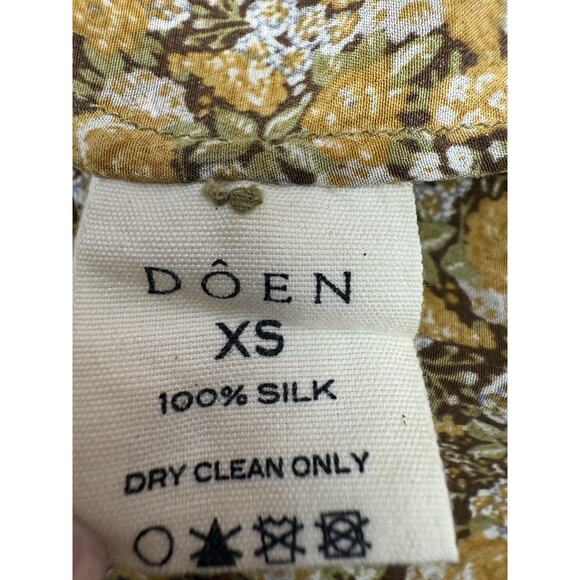 DÔEN
XS
100% SILK
DRY CLEAN ONLY